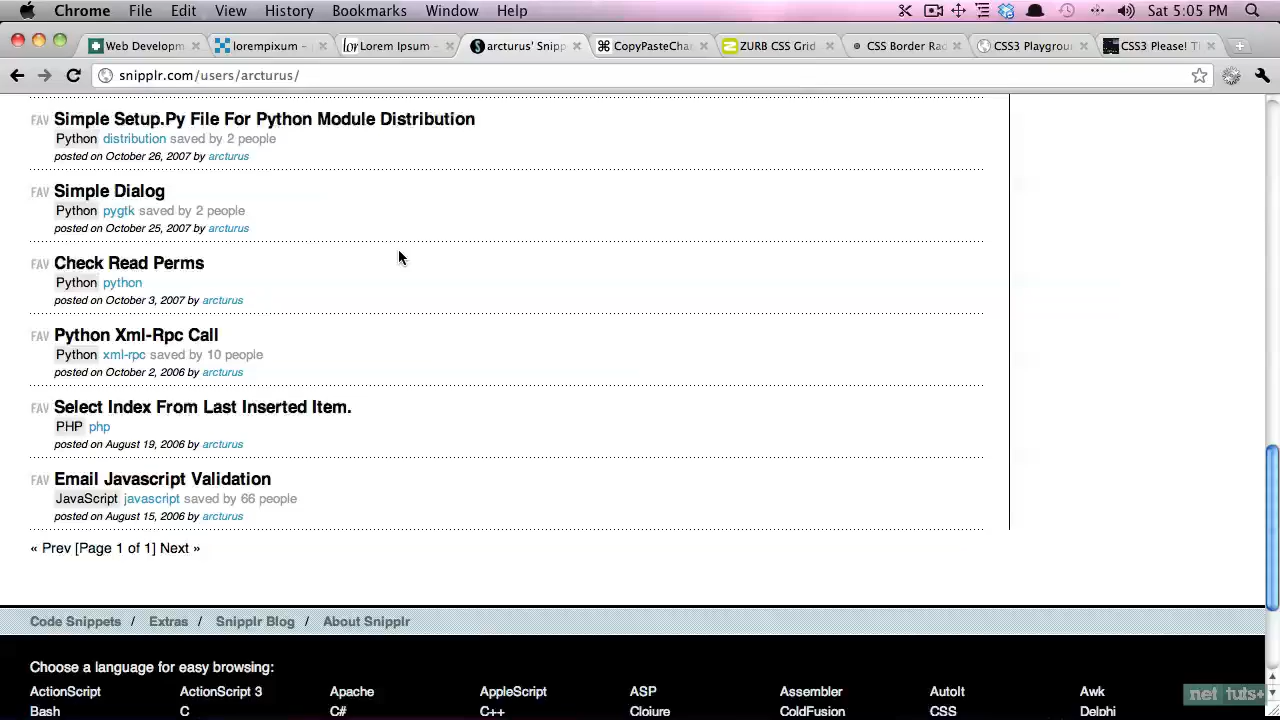 Chrome File Edit View History Bookmarks Window Help Sat 5:05 PM
Web Developm lorempixum – Lorem Ipsum – arcturus' Snipp CopyPasteCha ZURB CSS Grid CSS Border Rad CSS3 Playgrou CSS3 Please! Th
snipplr.com/users/arcturus/
FAV Simple Setup.Py File For Python Module Distribution
Python distribution saved by 2 people
posted on October 26, 2007 by arcturus
FAV Simple Dialog
Python pygtk saved by 2 people
posted on October 25, 2007 by arcturus
FAV Check Read Perms
Python python
posted on October 3, 2007 by arcturus
FAV Python Xml-Rpc Call
Python xml-rpc saved by 10 people
posted on October 2, 2006 by arcturus
FAV Select Index From Last Inserted Item.
PHP php
posted on August 19, 2006 by arcturus
FAV Email Javascript Validation
JavaScript javascript saved by 66 people
posted on August 15, 2006 by arcturus
« Prev [Page 1 of 1] Next »
Code Snippets / Extras / Snipplr Blog / About Snipplr
Choose a language for easy browsing:
ActionScript ActionScript 3 Apache AppleScript ASP Assembler AutoIt Awk
Bash C C# C++ Clojure ColdFusion CSS Delphi
net tuts+